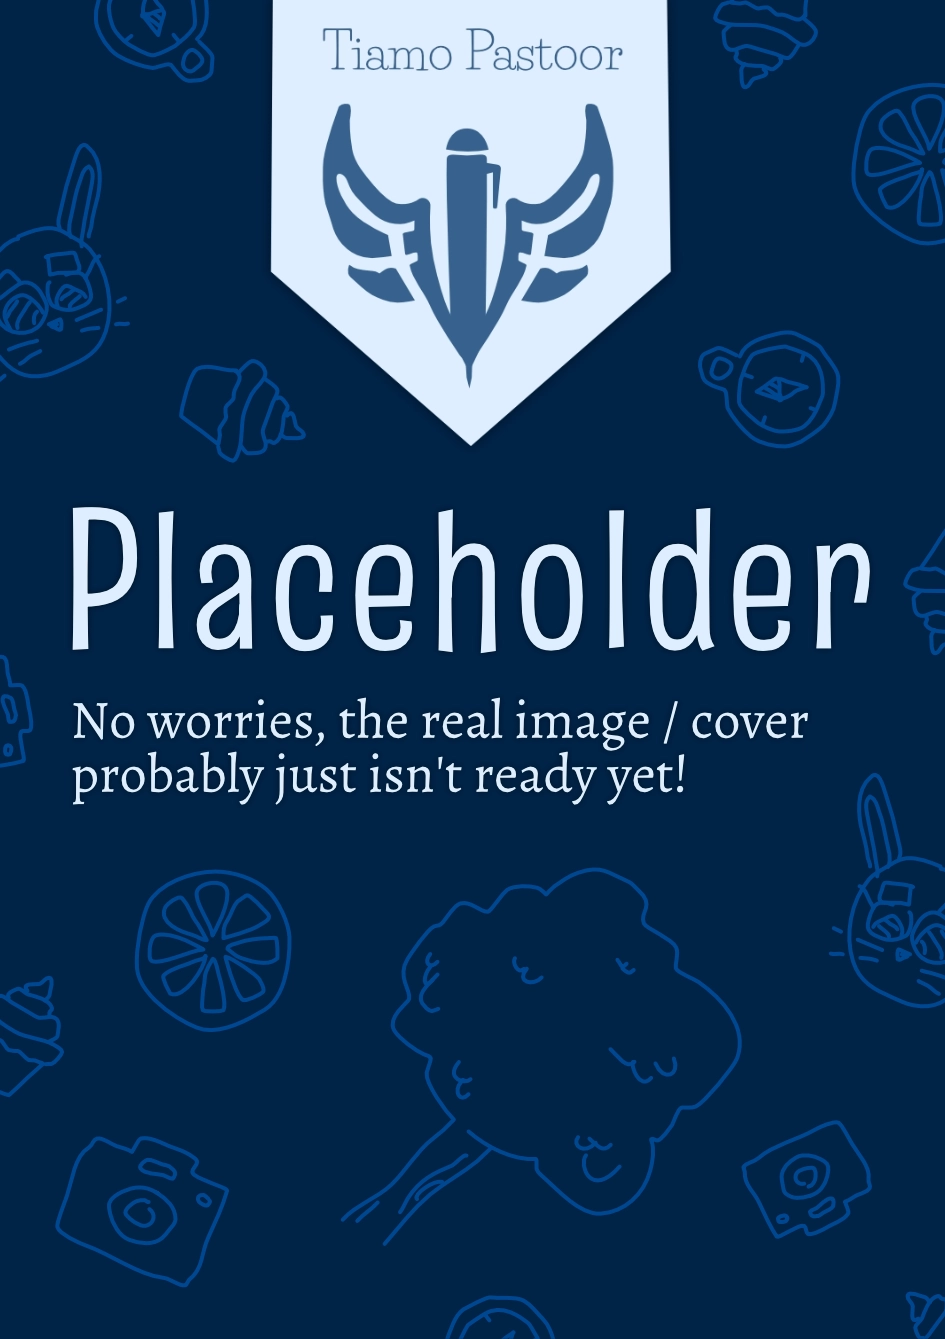 Tiamo Pastoor
Placeholder
No worries, the real image / cover
probably just isn't ready yet!